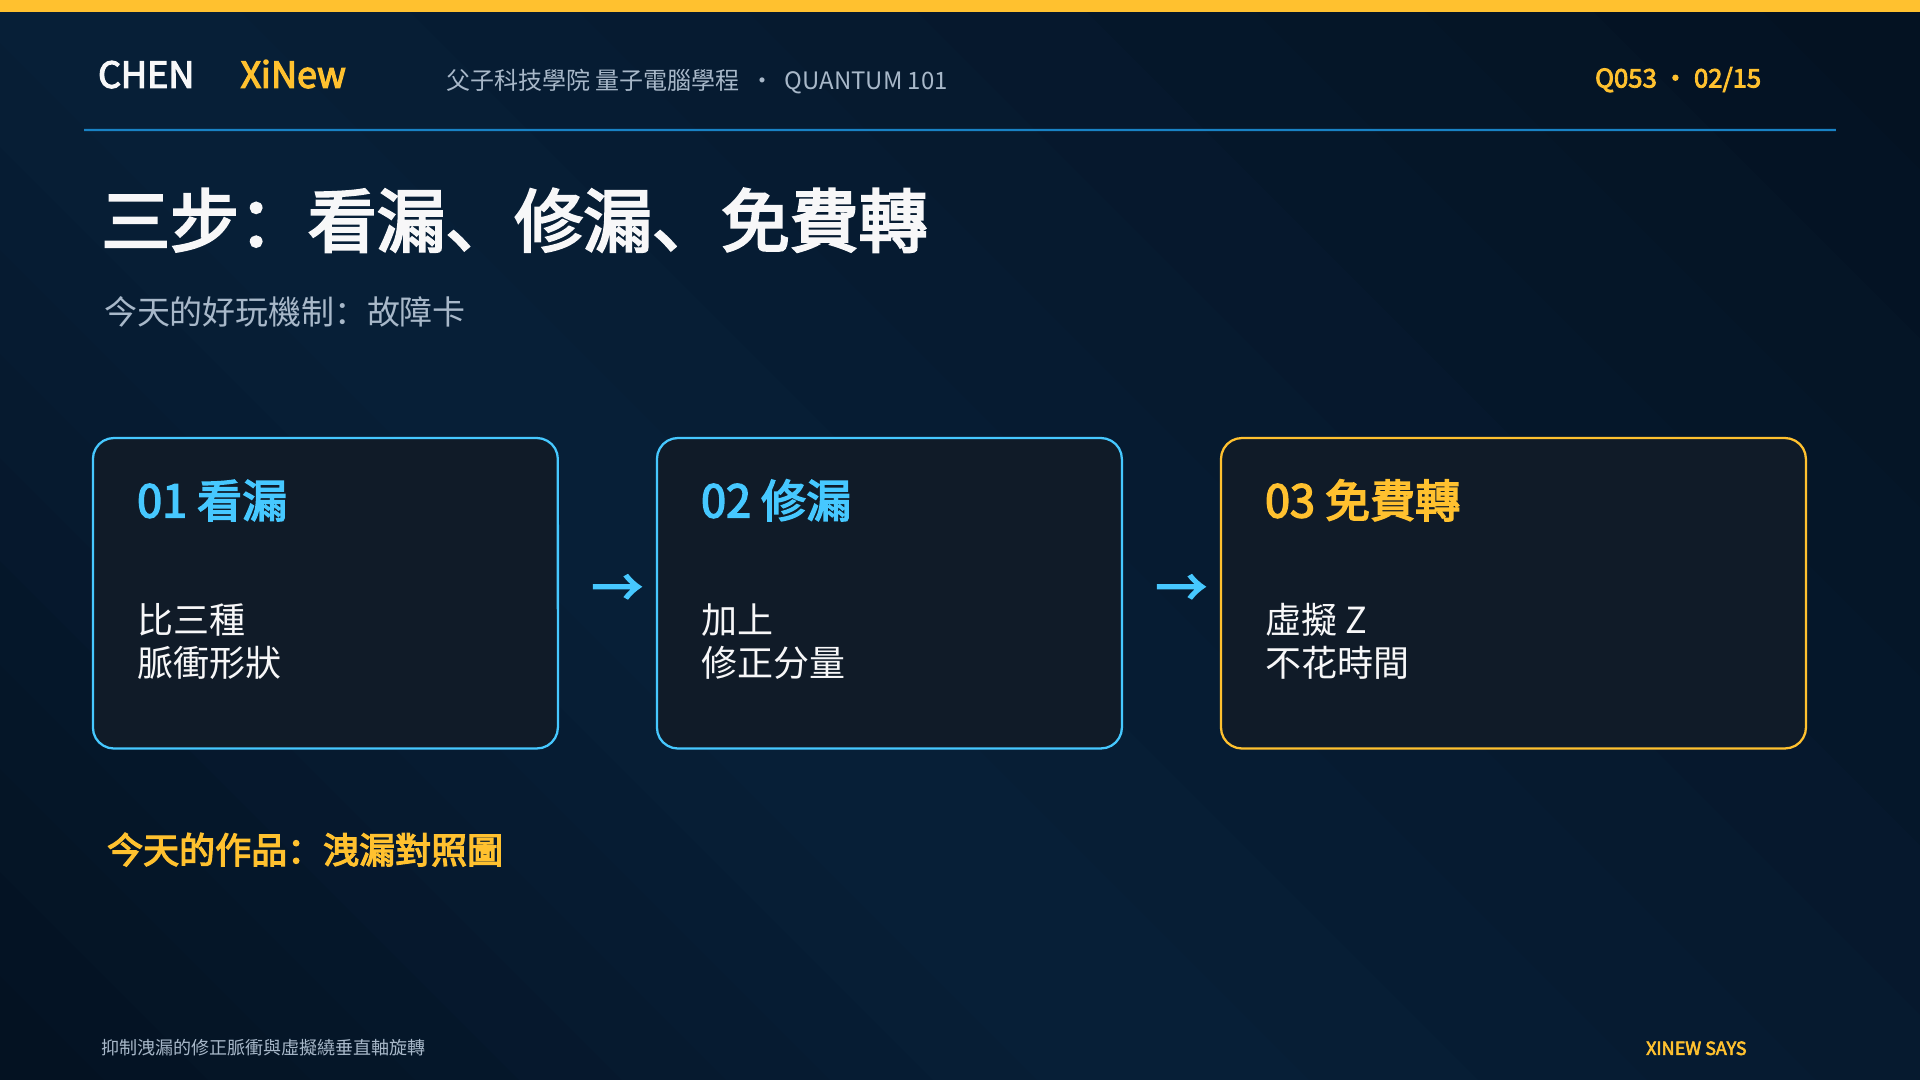 CHEN XiNew 父子科技學院 量子電腦學程 • QUANTUM 101
Q053 • 02/15
三步：看漏、修漏、免費轉
今天的好玩機制：故障卡
01 看漏
比三種
脈衝形狀
→
02 修漏
加上
修正分量
→
03 免費轉
虛擬 Z
不花時間
今天的作品：洩漏對照圖
抑制洩漏的修正脈衝與虛擬繞垂直軸旋轉
XINEW SAYS